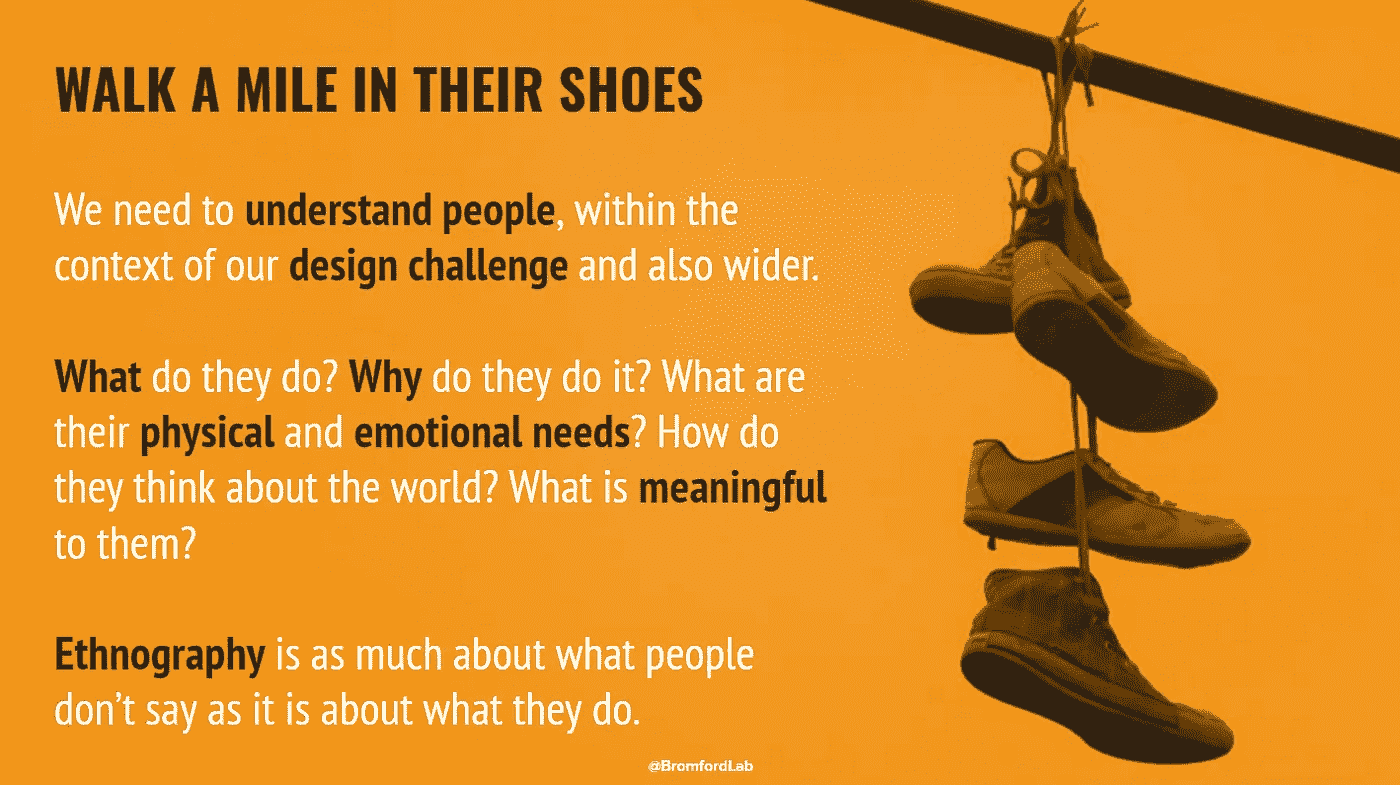 WALK A MILE IN THEIR SHOES
We need to understand people, within the
context of our design challenge and also wider.
What do they do? Why do they do it? What are
their physical and emotional needs? How do
they think about the world? What is meaningful
to them?
Ethnography is as much about what people
don’t say as it is about what they do.
@BromfordLab